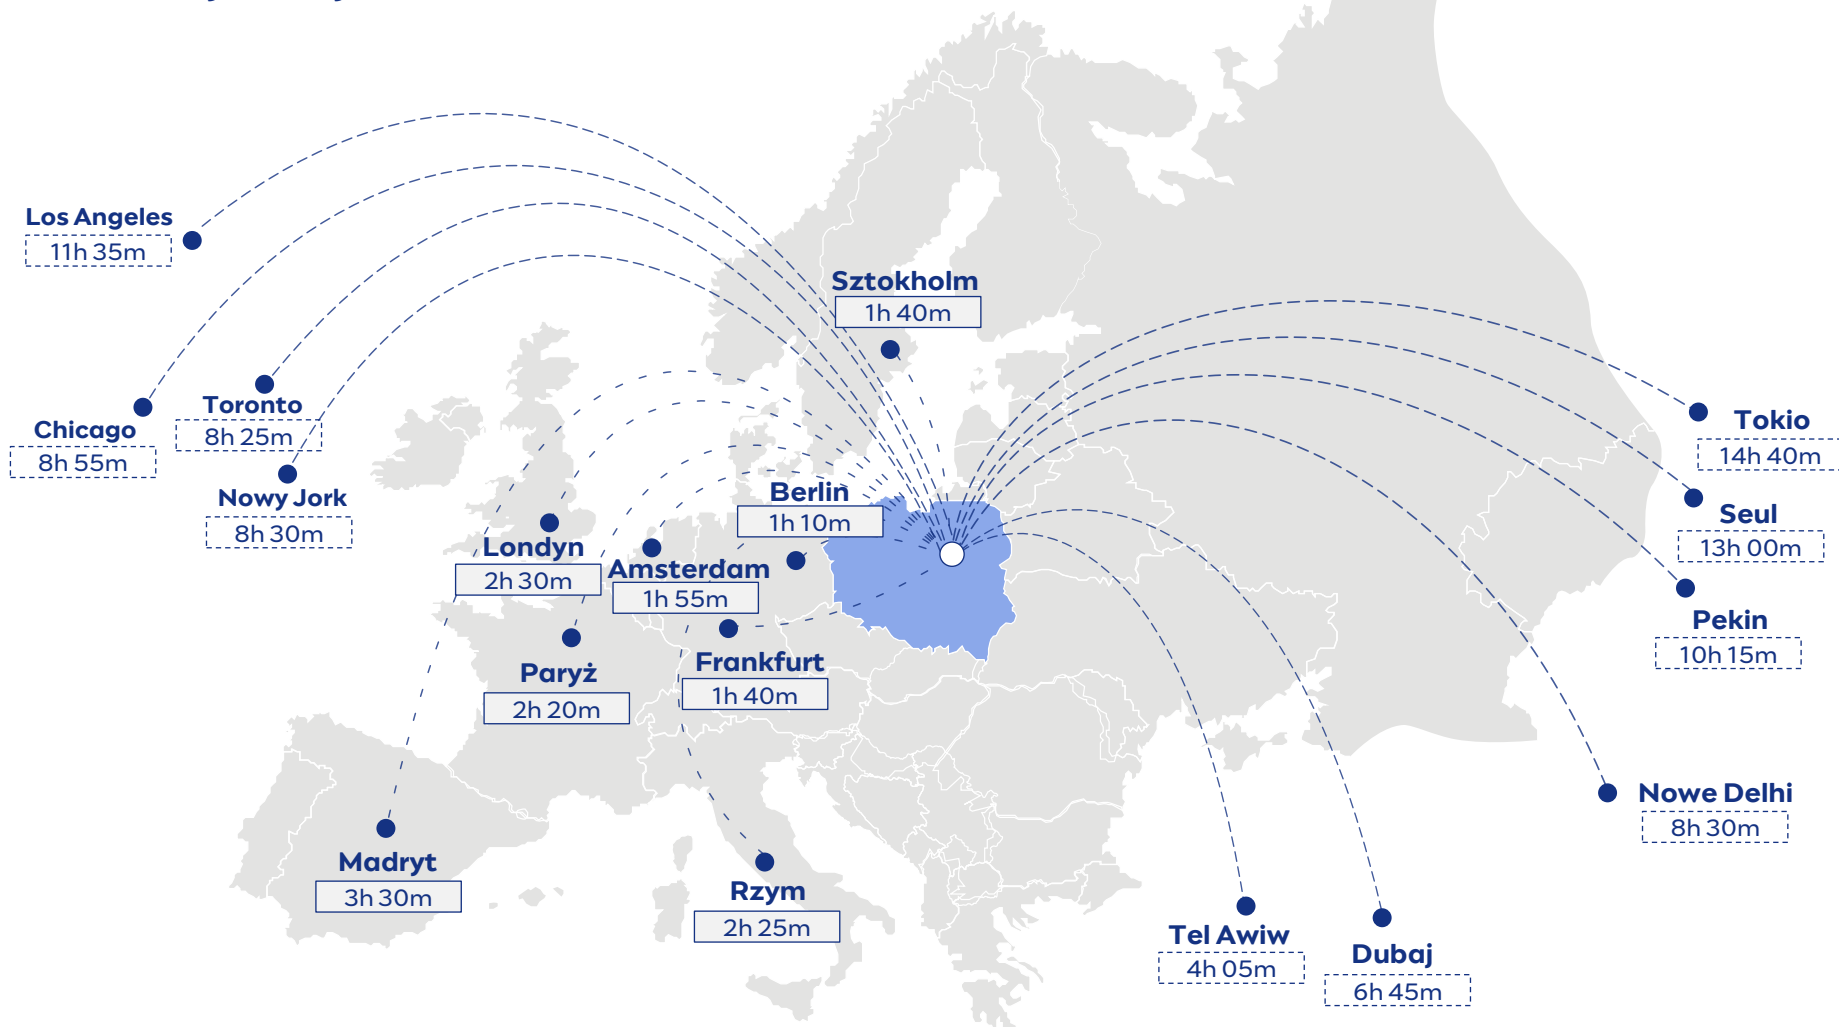 Los Angeles
11h 35m
Sztokholm
1h 40m
Toronto
8h 25m
Chicago
8h 55m
Nowy Jork
8h 30m
Berlin
1h 10m
Londyn
2h 30m
Amsterdam
1h 55m
Paryż
2h 20m
Frankfurt
1h 40m
Madryt
3h 30m
Rzym
2h 25m
Tokio
14h 40m
Seul
13h 00m
Pekin
10h 15m
Nowe Delhi
8h 30m
Tel Awiw
4h 05m
Dubaj
6h 45m